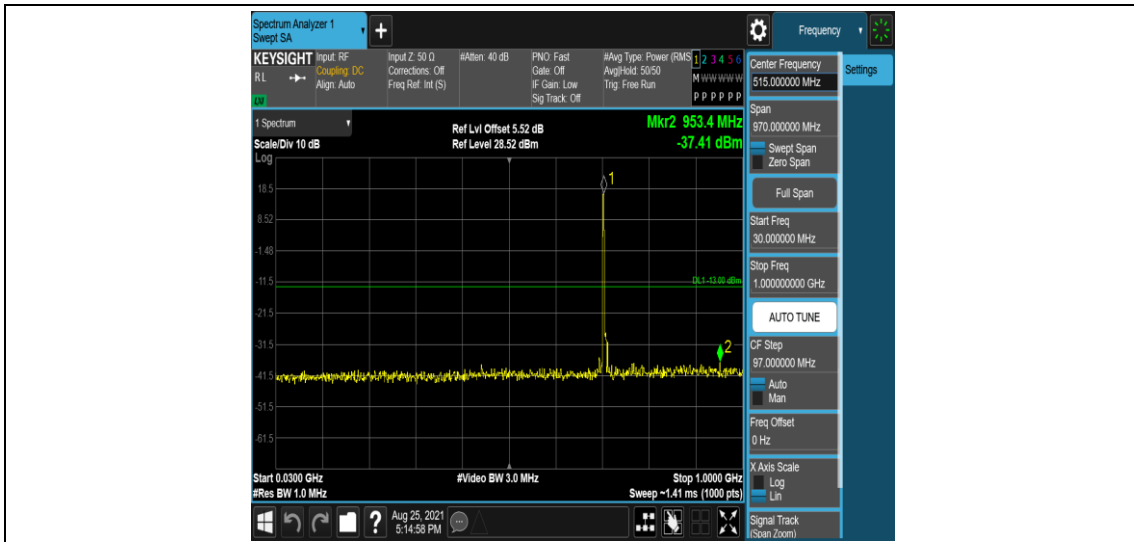 Spectrum Analyzer 1
Swept SA
+
Frequency
KEYSIGHT
RL
LXI
Input: RF
Coupling: DC
Align: Auto
Input Z: 50 Ω
Corrections: Off
Freq Ref: Int (S)
#Atten: 40 dB
PNO: Fast
Gate: Off
IF Gain: Low
Sig Track: Off
#Avg Type: Power (RMS
Avg|Hold: 50/50
Trig: Free Run
1 2 3 4 5 6
M W W W W W
P P P P P P
1 Spectrum
Scale/Div 10 dB
Log
Ref Lvl Offset 5.52 dB
Ref Level 28.52 dBm
Mkr2 953.4 MHz
-37.41 dBm
1
18.5
8.52
-1.48
-11.5
DL1 -13.00 dBm
-21.5
-31.5
2
-41.5
-51.5
-61.5
Start 0.0300 GHz
#Res BW 1.0 MHz
#Video BW 3.0 MHz
Stop 1.0000 GHz
Sweep ~1.41 ms (1000 pts)
Center Frequency
515.000000 MHz
Settings
Span
970.000000 MHz
Swept Span
Zero Span
Full Span
Start Freq
30.000000 MHz
Stop Freq
1.000000000 GHz
AUTO TUNE
CF Step
97.000000 MHz
Auto
Man
Freq Offset
0 Hz
X Axis Scale
Log
Lin
Signal Track
(Span Zoom)
?
Aug 25, 2021
5:14:58 PM